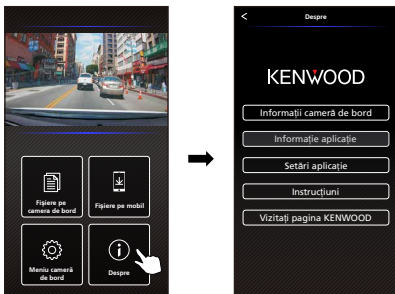 Fișiere pe
camera de bord
Fișiere pe mobil
Meniu cameră
de bord
Despre
<
Despre
KENWOOD
Informații cameră de bord
Informație aplicație
Setări aplicație
Instrucțiuni
Vizitați pagina KENWOOD